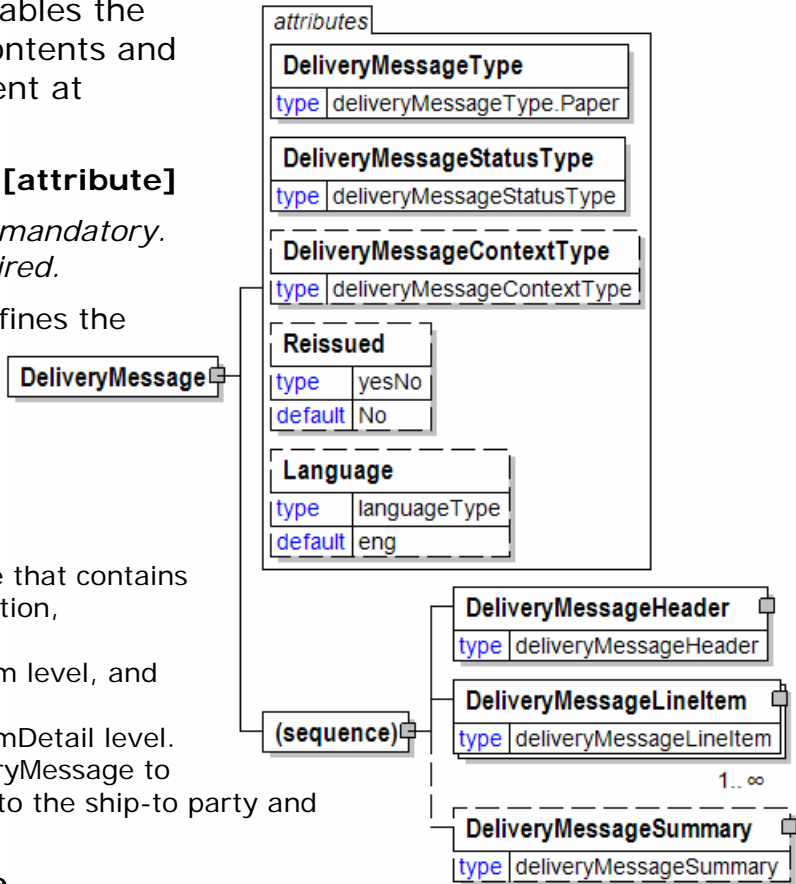 ables the
ontents and
ent at
[attribute]
mandatory.
ired.
fines the
e that contains
tion,
m level, and
mDetail level.
ryMessage to
to the ship-to party and
attributes
DeliveryMessageType
type deliveryMessageType.Paper
DeliveryMessageStatusType
type deliveryMessageStatusType
DeliveryMessageContextType
type deliveryMessageContextType
Reissued
type yesNo
default No
Language
type languageType
default eng
DeliveryMessage
(sequence)
DeliveryMessageHeader
type deliveryMessageHeader
DeliveryMessageLineItem
type deliveryMessageLineItem
1.. ∞
DeliveryMessageSummary
type deliveryMessageSummary